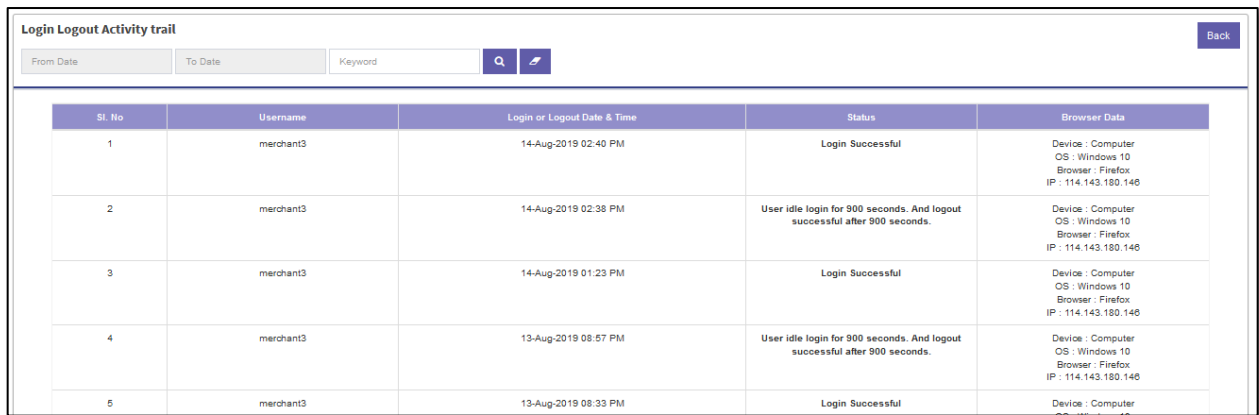 Login Logout Activity trail
Back
From Date To Date Keyword
Sl. No Username Login or Logout Date & Time Status Browser Data
1 merchant3 14-Aug-2019 02:40 PM Login Successful Device : Computer
OS : Windows 10
Browser : Firefox
IP : 114.143.180.146
2 merchant3 14-Aug-2019 02:38 PM User idle login for 900 seconds. And logout Device : Computer
successful after 900 seconds. OS : Windows 10
Browser : Firefox
IP : 114.143.180.146
3 merchant3 14-Aug-2019 01:23 PM Login Successful Device : Computer
OS : Windows 10
Browser : Firefox
IP : 114.143.180.146
4 merchant3 13-Aug-2019 08:57 PM User idle login for 900 seconds. And logout Device : Computer
successful after 900 seconds. OS : Windows 10
Browser : Firefox
IP : 114.143.180.146
5 merchant3 13-Aug-2019 08:33 PM Login Successful Device : Computer